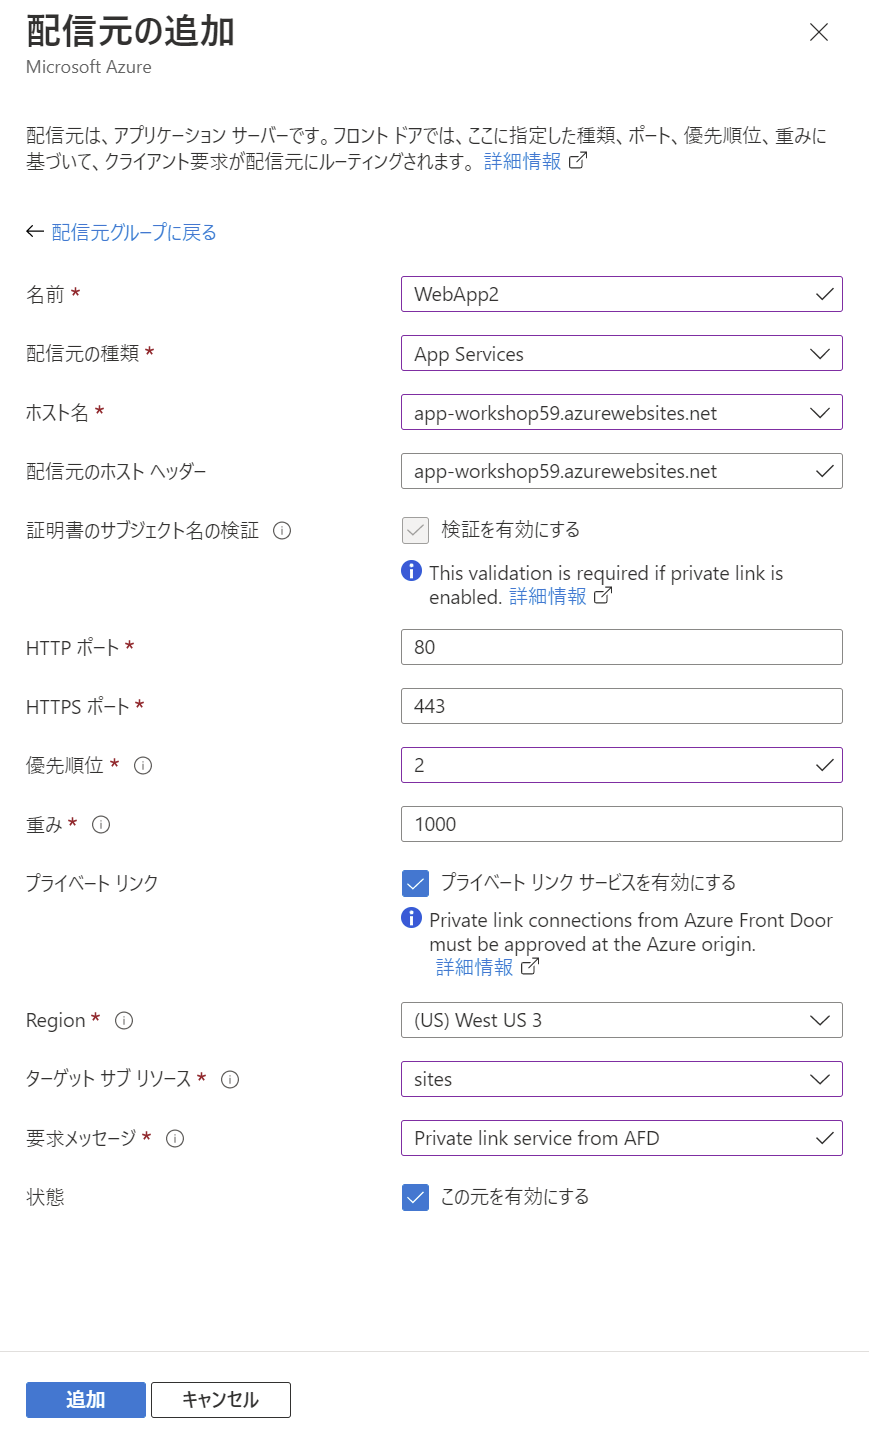 配信元の追加
Microsoft Azure
配信元は、アプリケーション サーバーです。フロント ドアでは、ここに指定した種類、ポート、優先順位、重みに
基づいて、クライアント要求が配信元にルーティングされます。 詳細情報
← 配信元グループに戻る
名前 * WebApp2
配信元の種類 * App Services
ホスト名 * app-workshop59.azurewebsites.net
配信元のホスト ヘッダー app-workshop59.azurewebsites.net
証明書のサブジェクト名の検証 検証を有効にする
This validation is required if private link is
enabled. 詳細情報
HTTP ポート * 80
HTTPS ポート * 443
優先順位 * 2
重み * 1000
プライベート リンク プライベート リンク サービスを有効にする
Private link connections from Azure Front Door
must be approved at the Azure origin.
詳細情報
Region * (US) West US 3
ターゲット サブ リソース * sites
要求メッセージ * Private link service from AFD
状態 この元を有効にする
追加 キャンセル